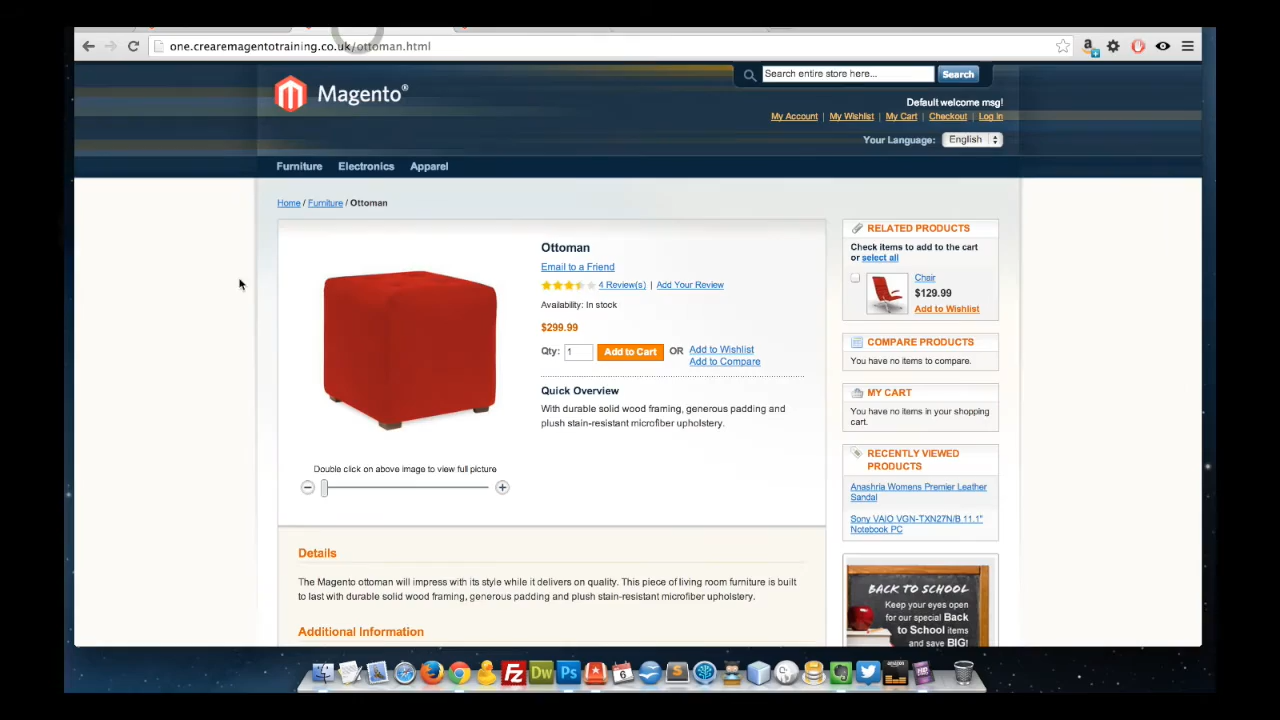 one.crearemagentotraining.co.uk/ottoman.html
Magento®
Search entire store here...
Search
Default welcome msg!
My Account | My Wishlist | My Cart | Checkout | Log In
Your Language: English
Furniture Electronics Apparel
Home / Furniture / Ottoman
Ottoman
Email to a Friend
4 Review(s) | Add Your Review
Availability: In stock
$299.99
Qty: 1 Add to Cart OR Add to Wishlist
Add to Compare
Quick Overview
With durable solid wood framing, generous padding and
plush stain-resistant microfiber upholstery.
Double click on above image to view full picture
Details
The Magento ottoman will impress with its style while it delivers on quality. This piece of living room furniture is built
to last with durable solid wood framing, generous padding and plush stain-resistant microfiber upholstery.
Additional Information
RELATED PRODUCTS
Check items to add to the cart
or select all
Chair
$129.99
Add to Wishlist
COMPARE PRODUCTS
You have no items to compare.
MY CART
You have no items in your shopping
cart.
RECENTLY VIEWED
PRODUCTS
Anashria Womens Premier Leather
Sandal
Sony VAIO VGN-TXN27N/B 11.1"
Notebook PC
BACK TO SCHOOL
Keep your eyes open
for our special Back
to School items
and save BIG!
Fz
Dw
Ps
6
S